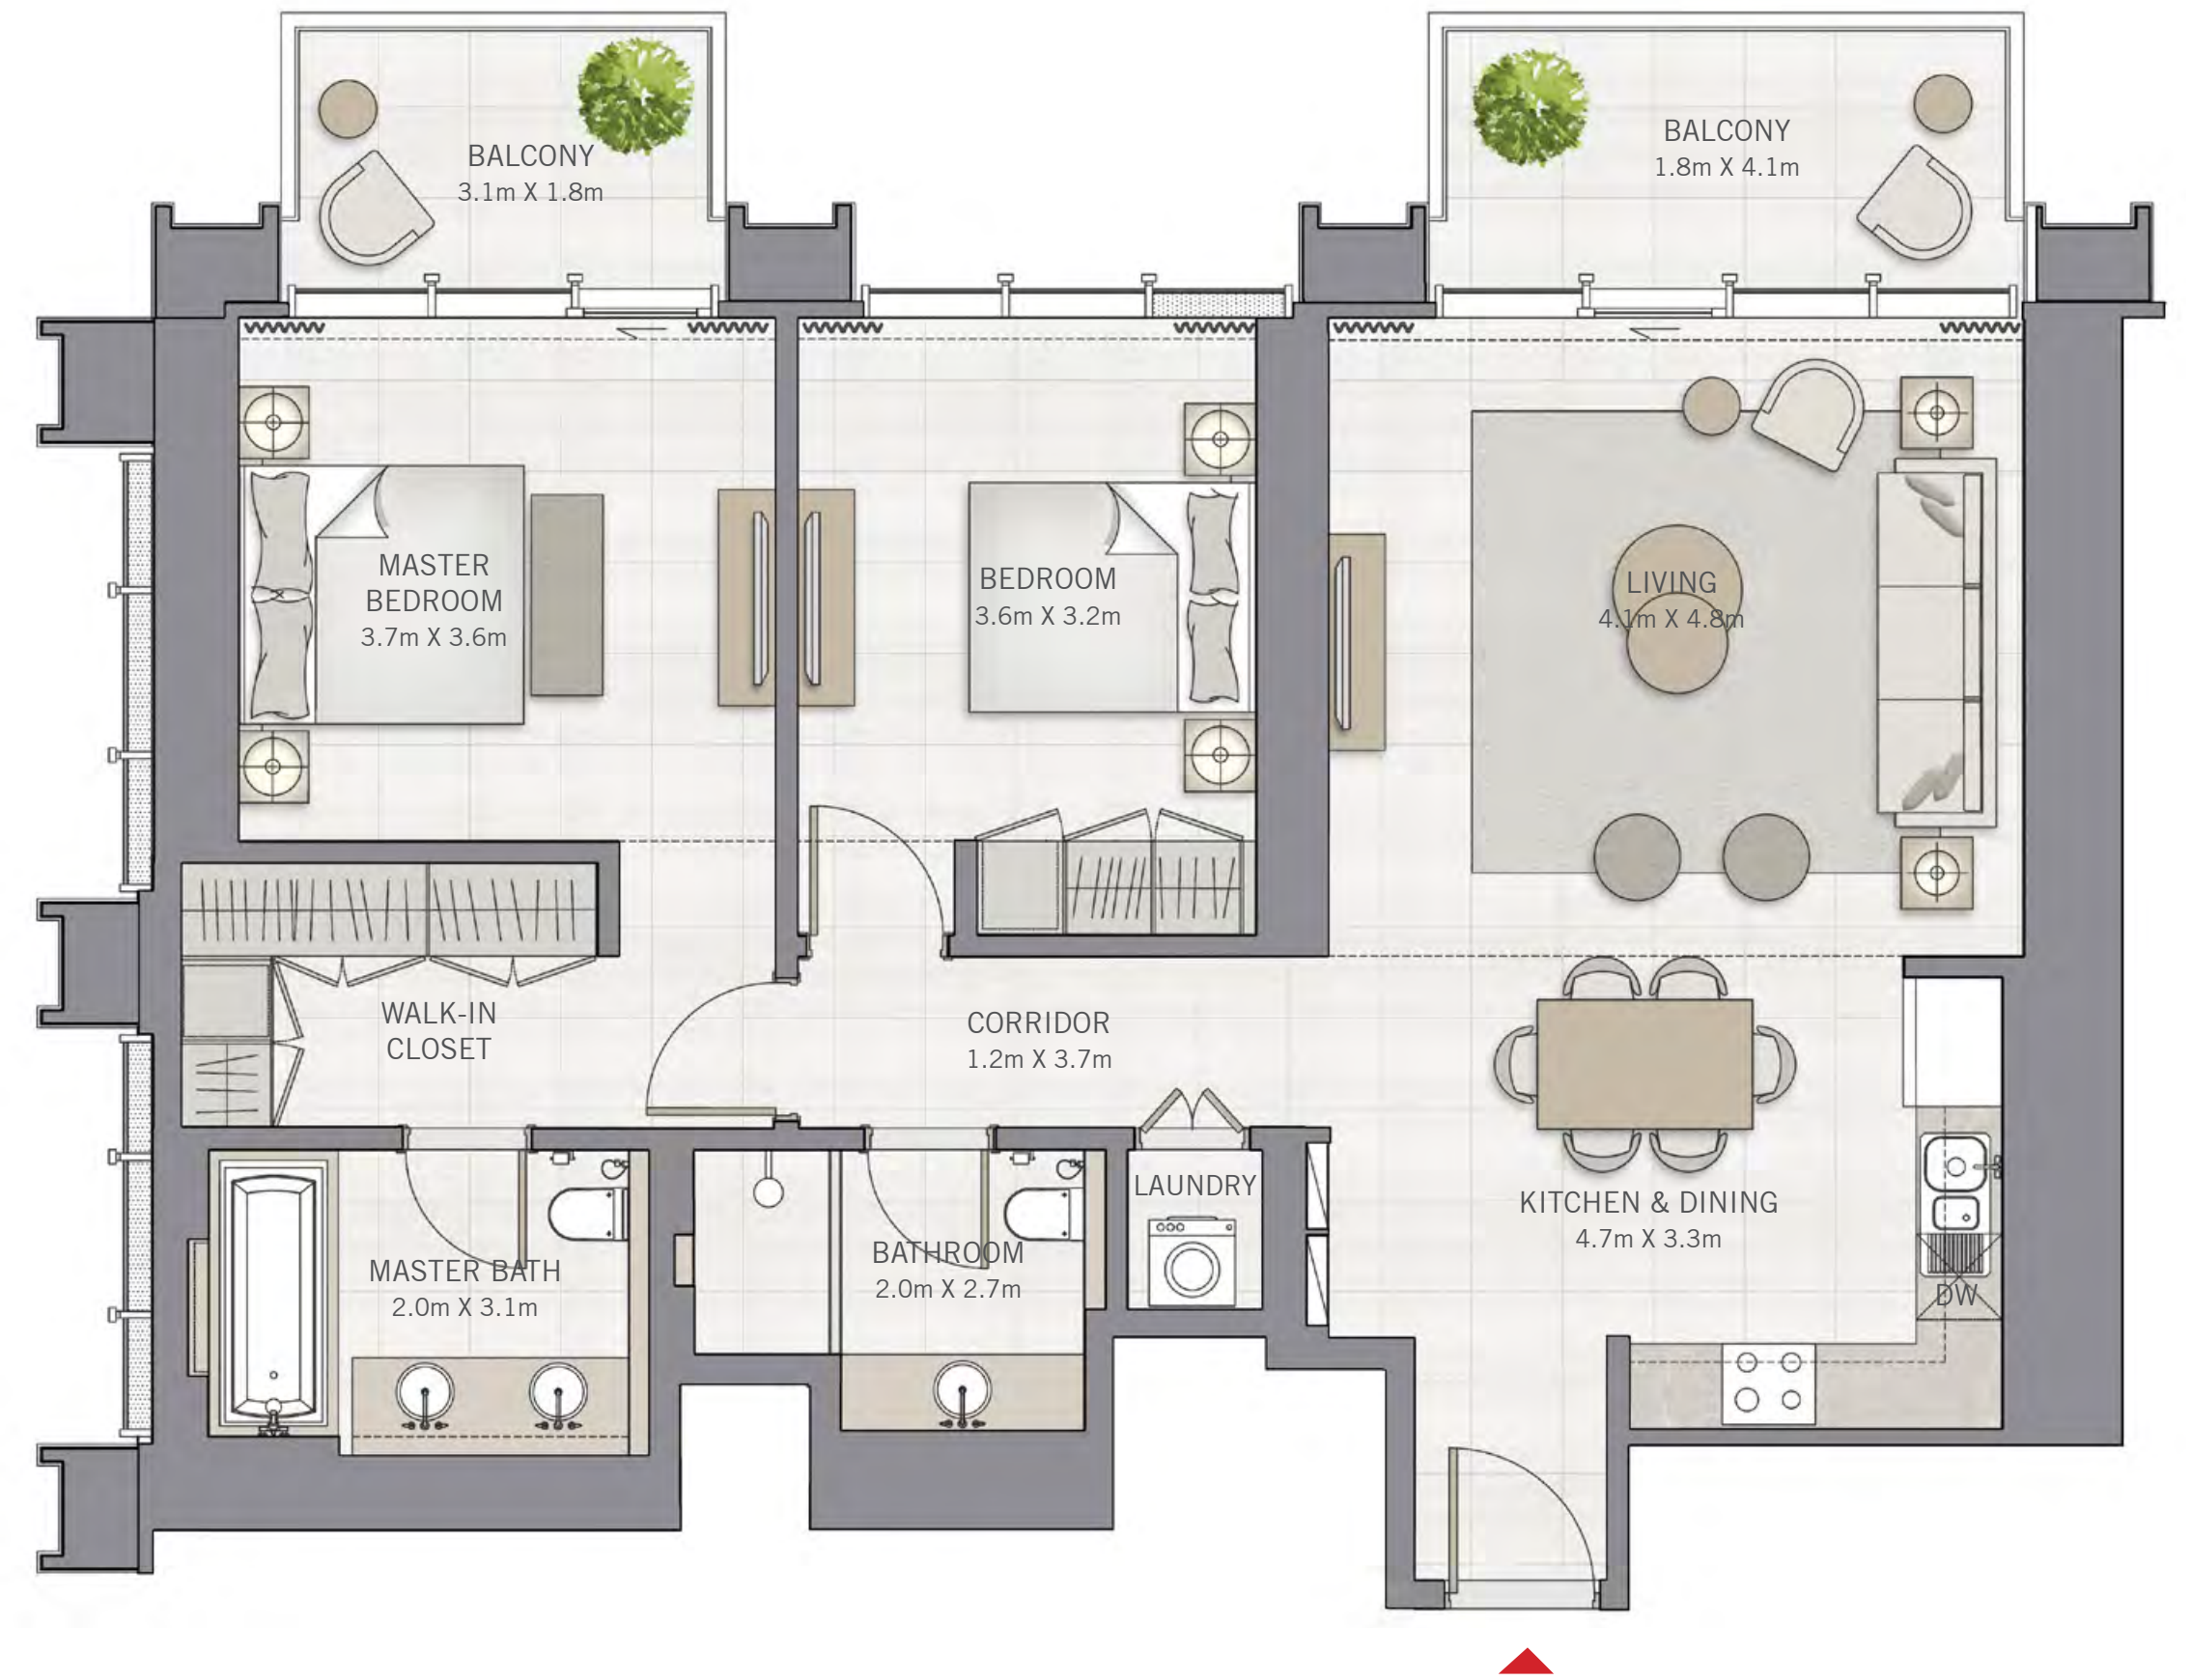 BALCONY
3.1m X 1.8m
BALCONY
1.8m X 4.1m
MASTER
BEDROOM
3.7m X 3.6m
BEDROOM
3.6m X 3.2m
LIVING
4.1m X 4.8m
WALK-IN
CLOSET
CORRIDOR
1.2m X 3.7m
LAUNDRY
KITCHEN & DINING
4.7m X 3.3m
MASTER BATH
2.0m X 3.1m
BATHROOM
2.0m X 2.7m
DW